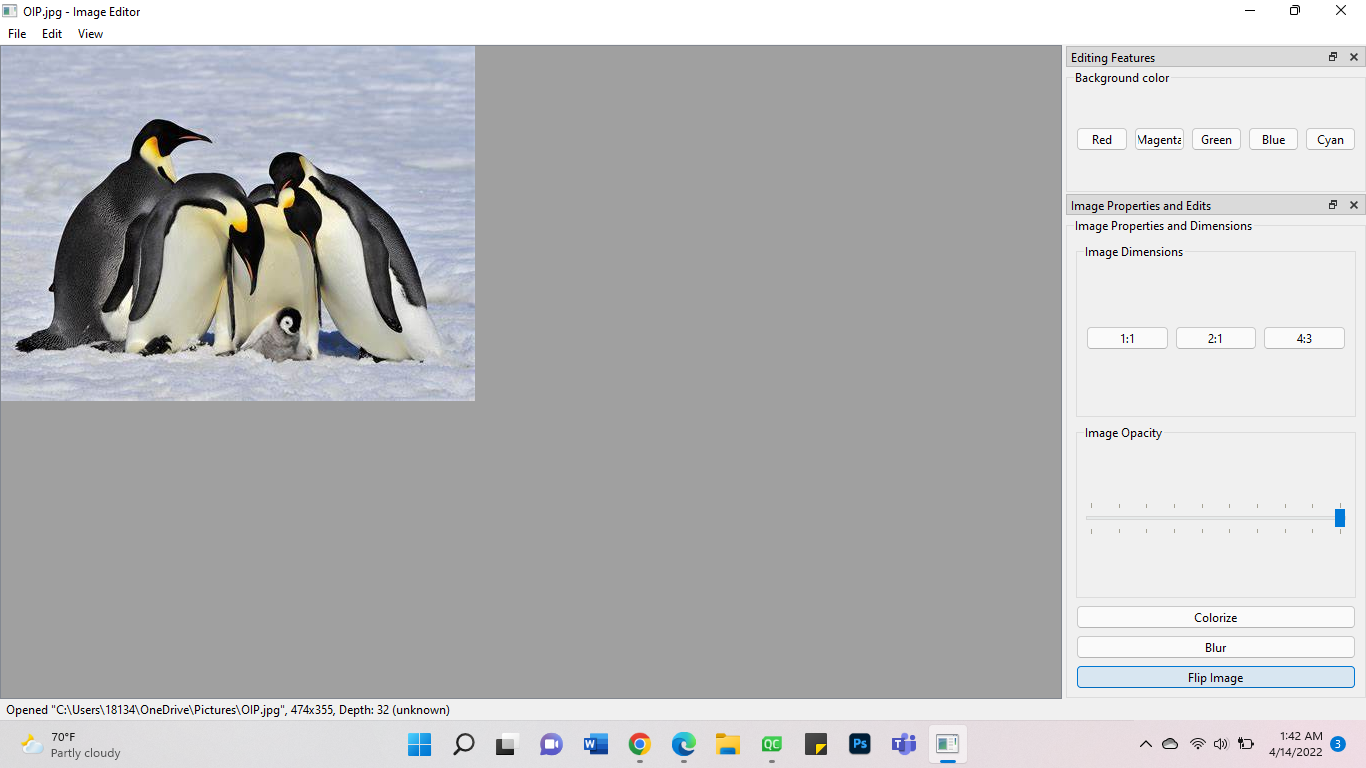 OIP.jpg - Image Editor
File Edit View
Editing Features
Background color
Red Magenta Green Blue Cyan
Image Properties and Edits
Image Properties and Dimensions
Image Dimensions
1:1 2:1 4:3
Image Opacity
Colorize
Blur
Flip Image
Opened "C:\Users\18134\OneDrive\Pictures\OIP.jpg", 474x355, Depth: 32 (unknown)
70°F
Partly cloudy
W
QC
Ps
T
1:42 AM
4/14/2022
3